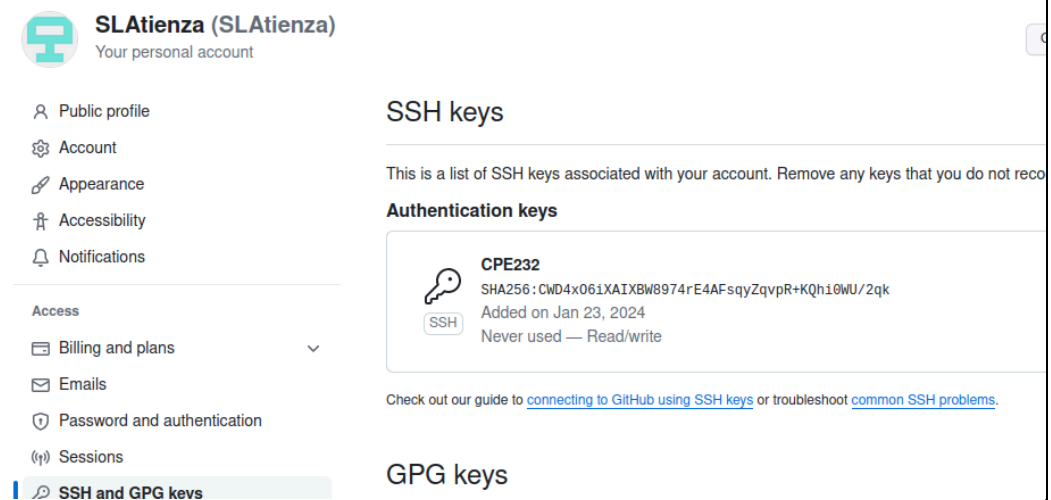 SLAtienza (SLAtienza)
Your personal account
Public profile
Account
Appearance
Accessibility
Notifications
Access
Billing and plans
Emails
Password and authentication
Sessions
SSH and GPG keys
SSH keys
This is a list of SSH keys associated with your account. Remove any keys that you do not reco
Authentication keys
CPE232
SHA256:CWD4xO6iXAIXBW8974rE4AFsqyZqvpR+KQhi0WU/2qk
SSH
Added on Jan 23, 2024
Never used — Read/write
Check out our guide to connecting to GitHub using SSH keys or troubleshoot common SSH problems.
GPG keys